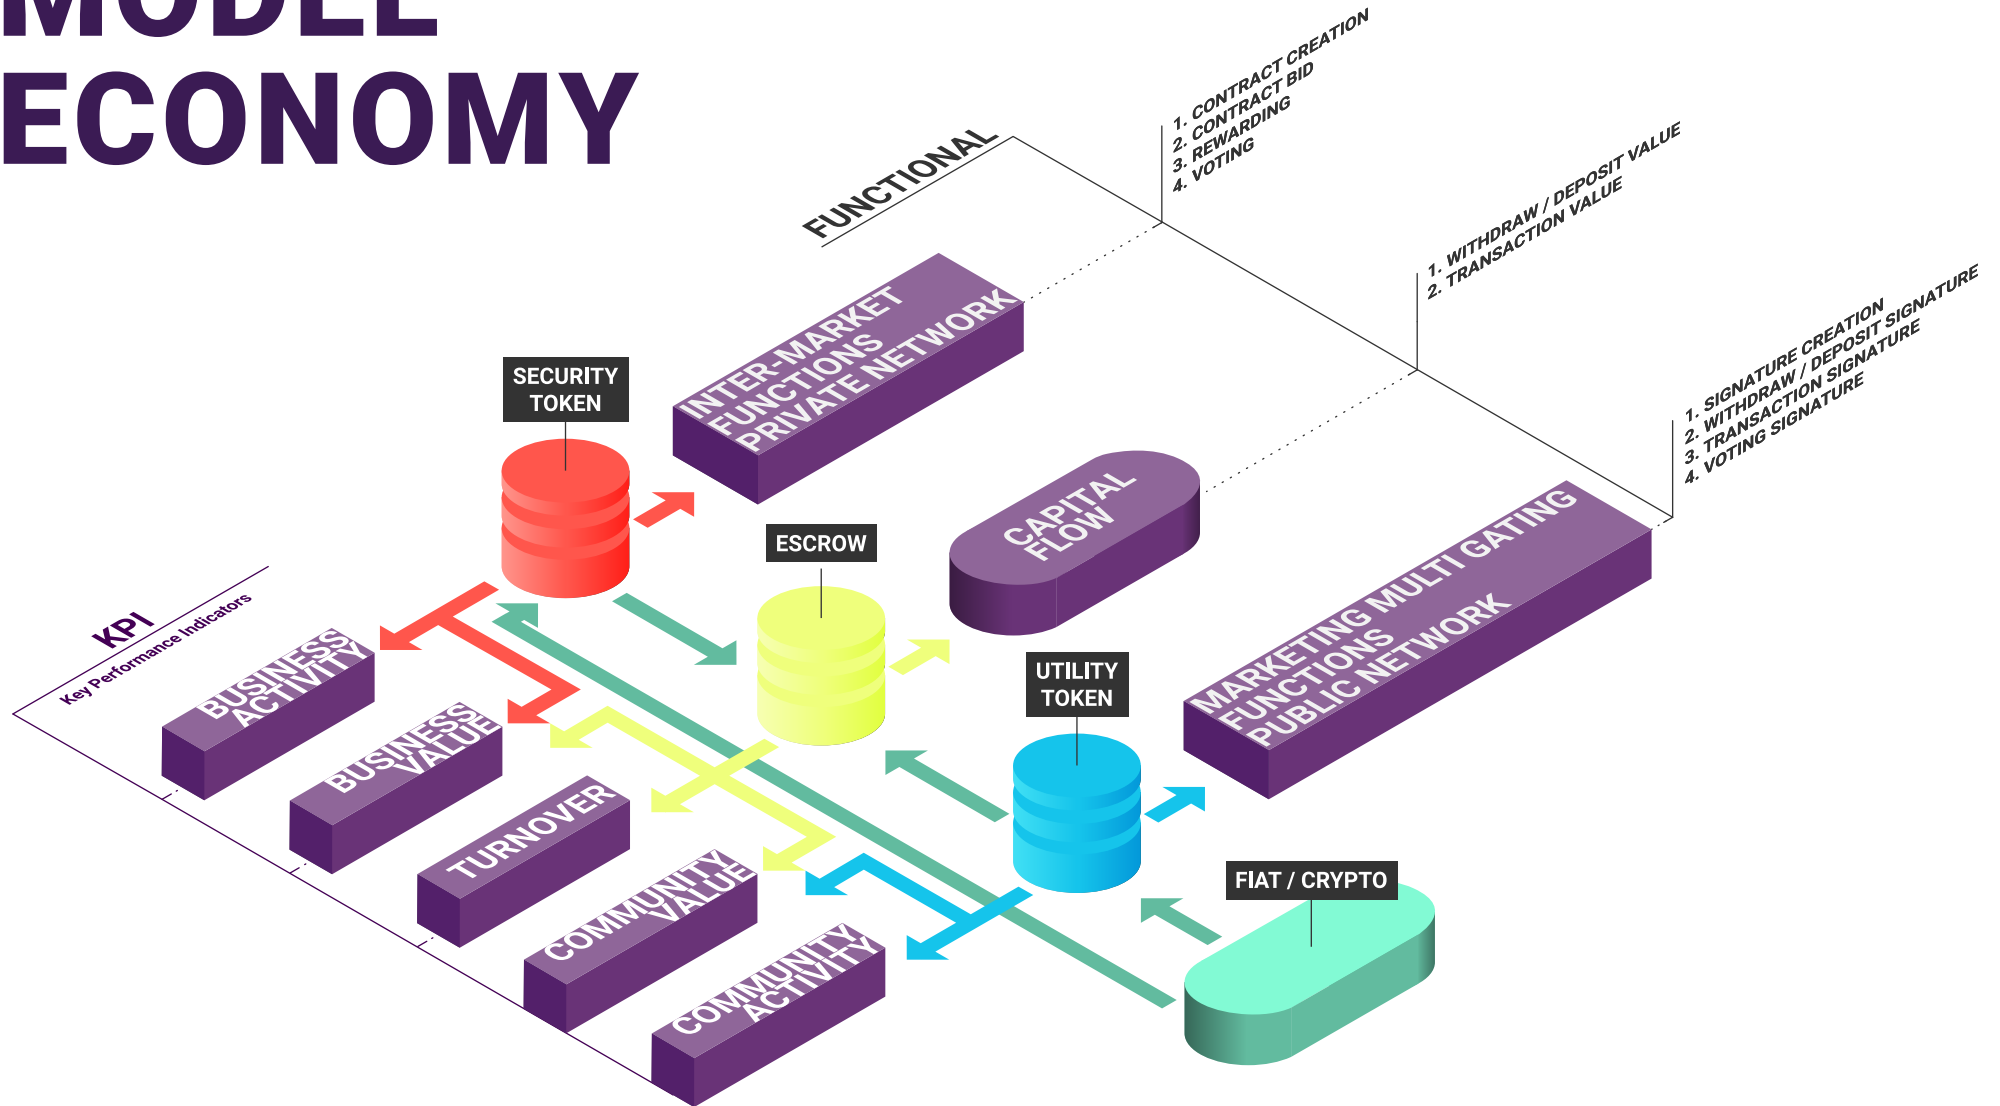 MODEL
ECONOMY
FUNCTIONAL
1. CONTRACT CREATION
2. CONTRACT BID
3. REWARDING
4. VOTING
1. WITHDRAW / DEPOSIT VALUE
2. TRANSACTION VALUE
1. SIGNATURE CREATION
2. WITHDRAW / DEPOSIT SIGNATURE
3. TRANSACTION SIGNATURE
4. VOTING SIGNATURE
INTER-MARKET
FUNCTIONS
PRIVATE NETWORK
SECURITY
TOKEN
CAPITAL
FLOW
ESCROW
MARKETING MULTI GATING
FUNCTIONS
PUBLIC NETWORK
UTILITY
TOKEN
FIAT / CRYPTO
KPI
Key Performance Indicators
BUSINESS
ACTIVITY
BUSINESS
VALUE
TURNOVER
COMMUNITY
VALUE
COMMUNITY
ACTIVITY